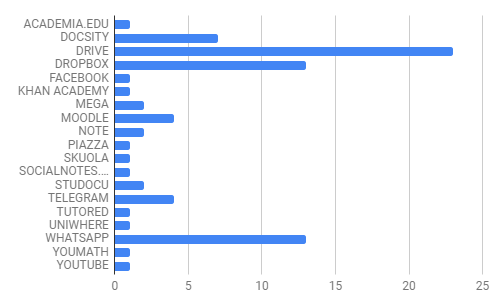 ACADEMIA.EDU
DOCSITY
DRIVE
DROPBOX
FACEBOOK
KHAN ACADEMY
MEGA
MOODLE
NOTE
PIAZZA
SKUOLA
SOCIALNOTES....
STUDOCU
TELEGRAM
TUTORED
UNIWHERE
WHATSAPP
YOUMATH
YOUTUBE
0 5 10 15 20 25